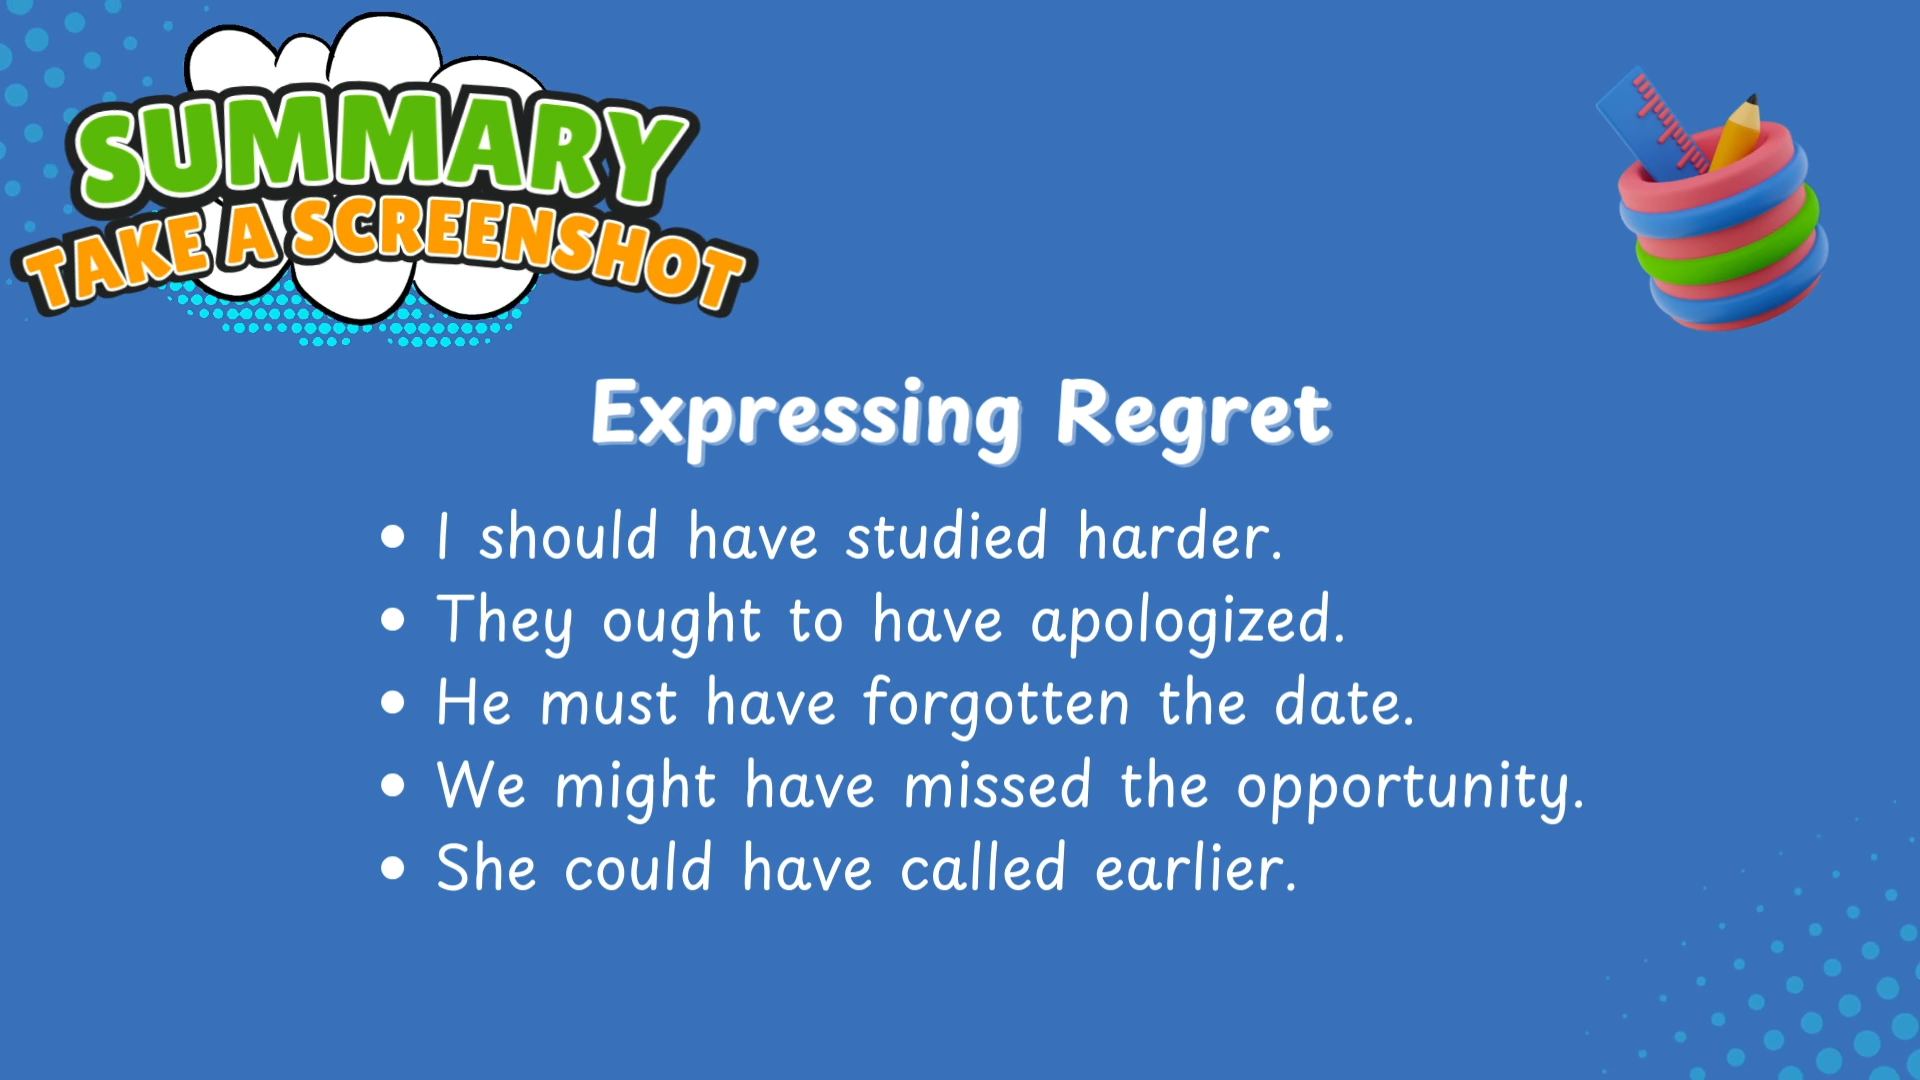 SUMMARY
TAKE A SCREENSHOT
Expressing Regret
• I should have studied harder.
• They ought to have apologized.
• He must have forgotten the date.
• We might have missed the opportunity.
• She could have called earlier.